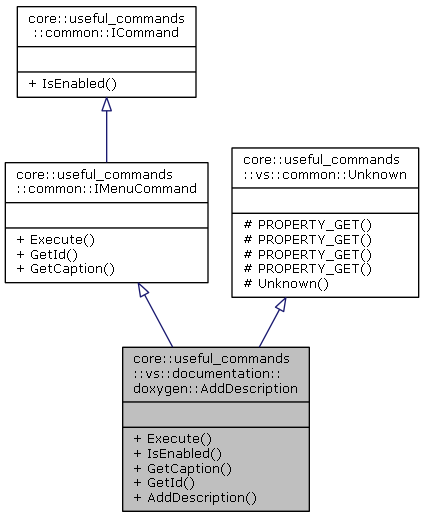 core::useful_commands
::common::ICommand
+ IsEnabled()
core::useful_commands
::common::IMenuCommand
+ Execute()
+ GetId()
+ GetCaption()
core::useful_commands
::vs::common::Unknown
# PROPERTY_GET()
# PROPERTY_GET()
# PROPERTY_GET()
# PROPERTY_GET()
# Unknown()
core::useful_commands
::vs::documentation::
doxygen::AddDescription
+ Execute()
+ IsEnabled()
+ GetCaption()
+ GetId()
+ AddDescription()